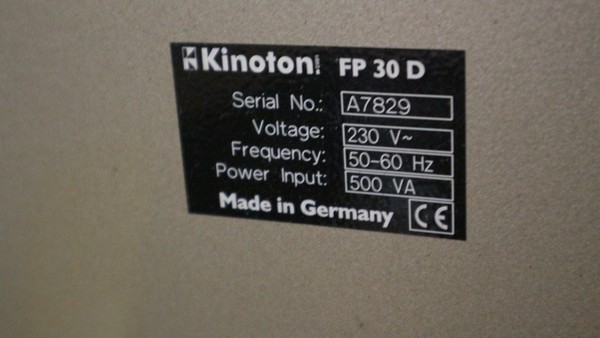 Kinoton FP 30 D
Serial No.: A7829
Voltage: 230 V~
Frequency: 50-60 Hz
Power Input: 500 VA
Made in Germany CE